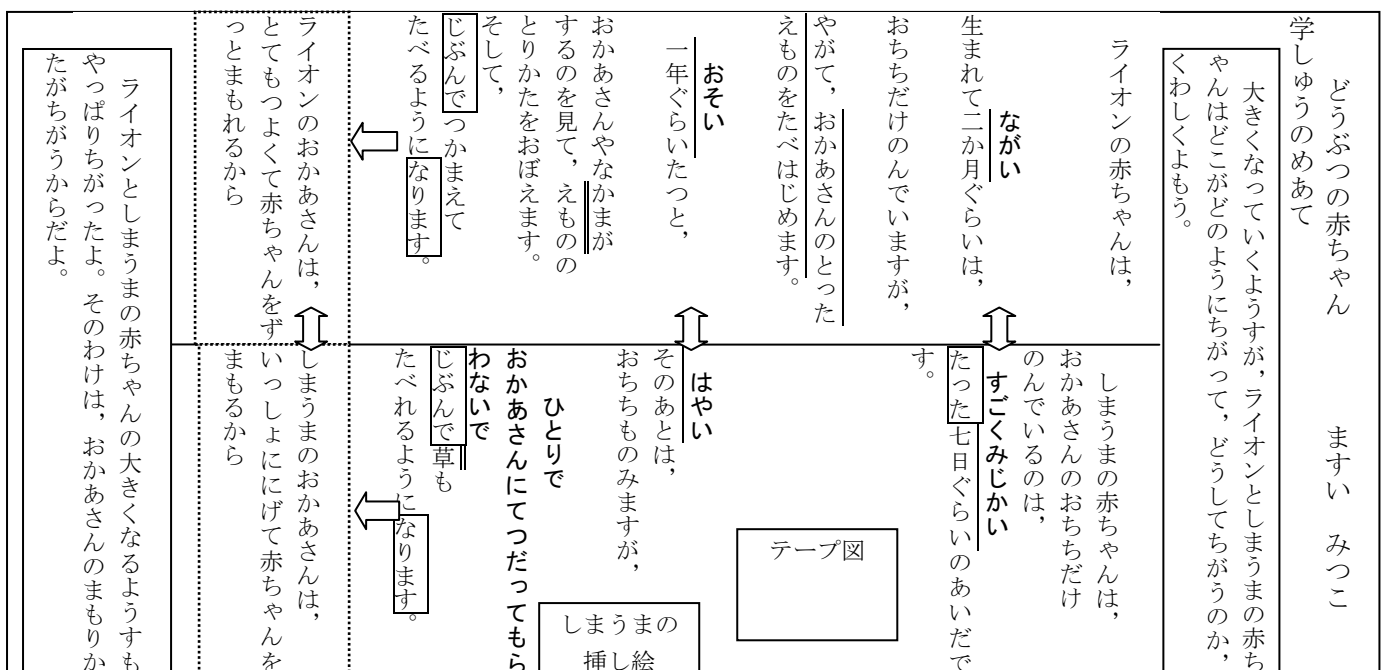 どうぶつの赤ちゃん　　　ますい　みつこ
学しゅうのめあて
大きくなっていくようすが，ライオンとしまうまの赤ち
ゃんはどこがどのようにちがって，どうしてちがうのか，
くわしくよもう。
ライオンの赤ちゃんは，
ながい
生まれて二か月ぐらいは，
おちちだけのんでいますが，
やがて，おかあさんのとった
えものをたべはじめます。
おそい
一年ぐらいたつと，
おかあさんやなかまが
するのを見て，えものの
とりかたをおぼえます。
そして，
じぶんでつかまえて
たべるようになります。
ライオンのおかあさんは，
とてもつよくて赤ちゃんをず
っとまもれるから
しまうまの赤ちゃんは，
おかあさんのおちちだけ
のんでいるのは，
すごくみじかい
たった七日ぐらいのあいだで
す。
テープ図
はやい
そのあとは，
おちちものみますが，
しまうまの
挿し絵
ひとりで
おかあさんにてつだってもら
わないで
じぶんで草も
たべれるようになります。
しまうまのおかあさんは，
いっしょににげて赤ちゃんを
まもるから
ライオンとしまうまの赤ちゃんの大きくなるようすも
やっぱりちがったよ。そのわけは，おかあさんのまもりか
たがちがうからだよ。